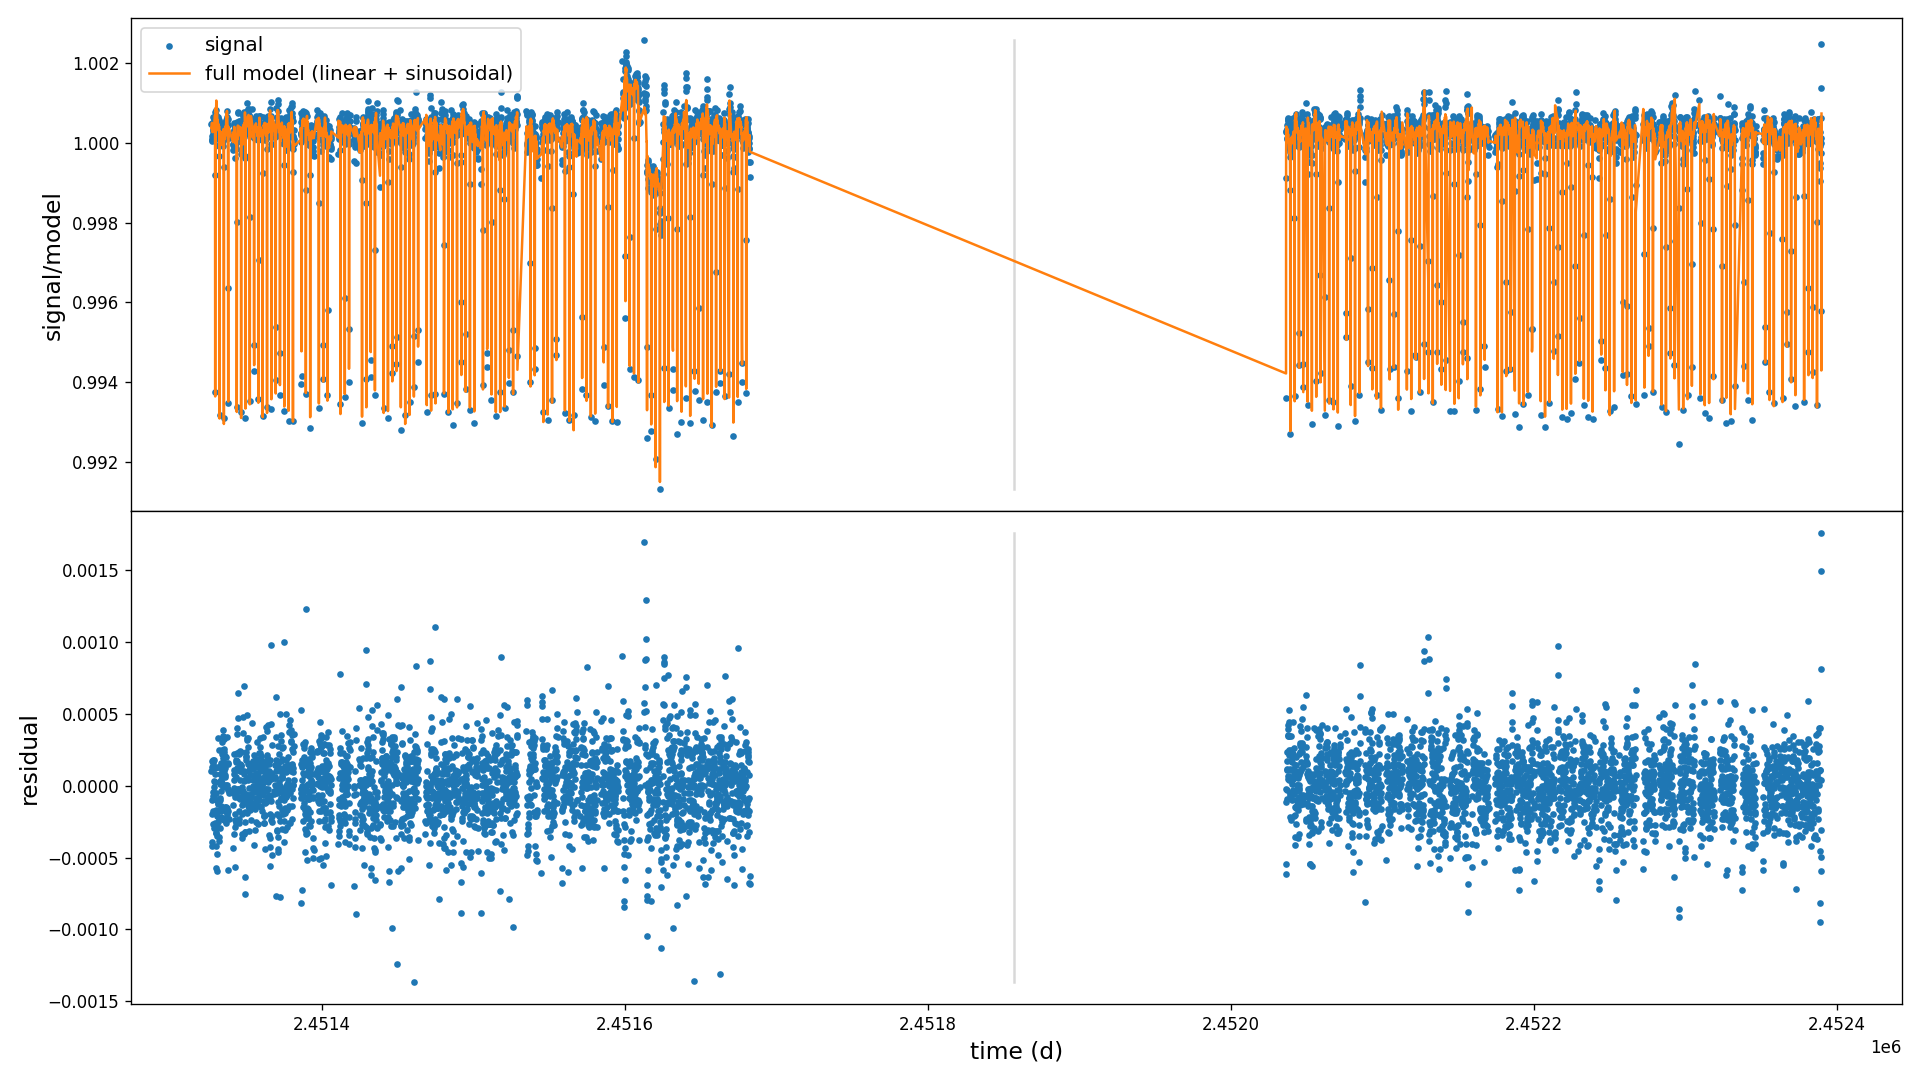 signal
full model (linear + sinusoidal)
signal/model
1.002
1.000
0.998
0.996
0.994
0.992
residual
0.0015
0.0010
0.0005
0.0000
−0.0005
−0.0010
−0.0015
2.4514 2.4516 2.4518 2.4520 2.4522 2.4524
1e6
time (d)